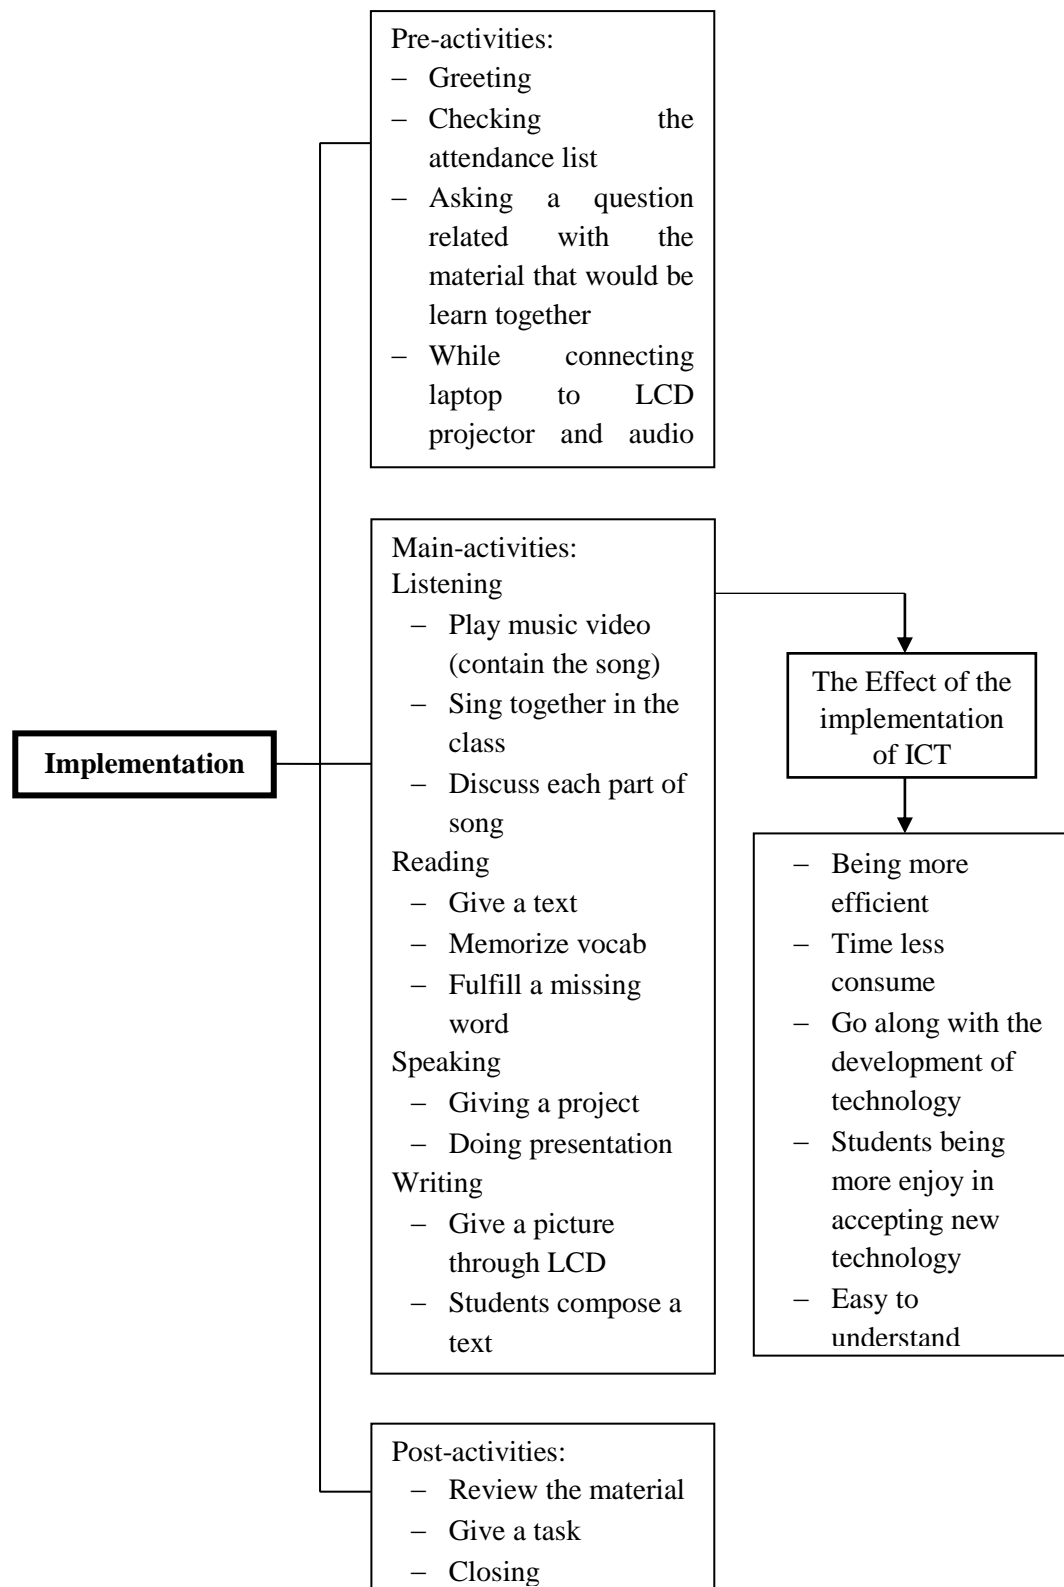 Pre-activities:
– Greeting
– Checking the
attendance list
– Asking a question
related with the
material that would be
learn together
– While connecting
laptop to LCD
projector and audio
Main-activities:
Listening
– Play music video
(contain the song)
– Sing together in the
class
– Discuss each part of
song
Reading
– Give a text
– Memorize vocab
– Fulfill a missing
word
Speaking
– Giving a project
– Doing presentation
Writing
– Give a picture
through LCD
– Students compose a
text
Implementation
The Effect of the
implementation
of ICT
– Being more
efficient
– Time less
consume
– Go along with the
development of
technology
– Students being
more enjoy in
accepting new
technology
– Easy to
understand
Post-activities:
– Review the material
– Give a task
– Closing